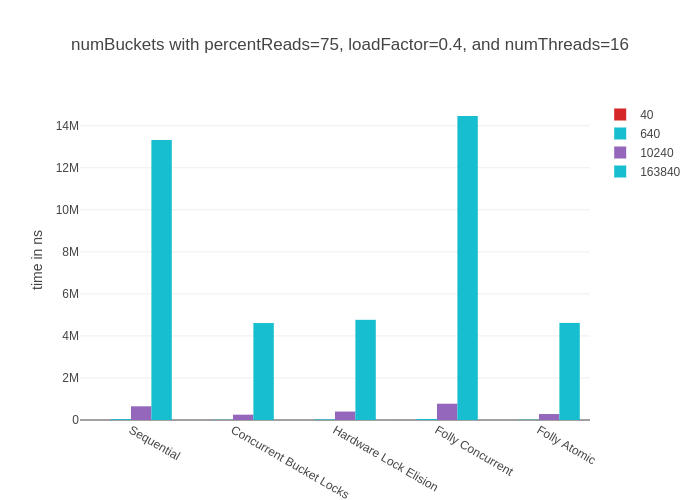 numBuckets with percentReads=75, loadFactor=0.4, and numThreads=16
40
640
10240
163840
time in ns
14M
12M
10M
8M
6M
4M
2M
0
Sequential
Concurrent Bucket Locks
Hardware Lock Elision
Folly Concurrent
Folly Atomic